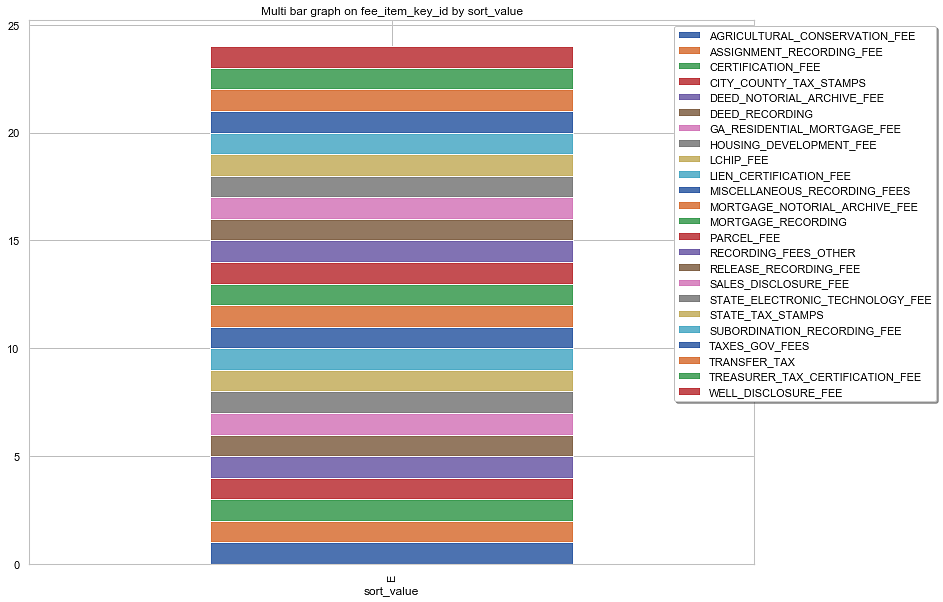 Multi bar graph on fee_item_key_id by sort_value
25
20
15
10
5
0
E
sort_value
AGRICULTURAL_CONSERVATION_FEE
ASSIGNMENT_RECORDING_FEE
CERTIFICATION_FEE
CITY_COUNTY_TAX_STAMPS
DEED_NOTORIAL_ARCHIVE_FEE
DEED_RECORDING
GA_RESIDENTIAL_MORTGAGE_FEE
HOUSING_DEVELOPMENT_FEE
LCHIP_FEE
LIEN_CERTIFICATION_FEE
MISCELLANEOUS_RECORDING_FEES
MORTGAGE_NOTORIAL_ARCHIVE_FEE
MORTGAGE_RECORDING
PARCEL_FEE
RECORDING_FEES_OTHER
RELEASE_RECORDING_FEE
SALES_DISCLOSURE_FEE
STATE_ELECTRONIC_TECHNOLOGY_FEE
STATE_TAX_STAMPS
SUBORDINATION_RECORDING_FEE
TAXES_GOV_FEES
TRANSFER_TAX
TREASURER_TAX_CERTIFICATION_FEE
WELL_DISCLOSURE_FEE